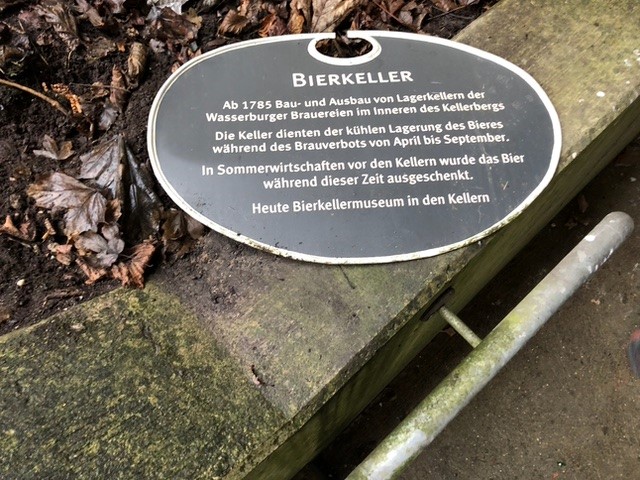 BIERKELLER
Ab 1785 Bau- und Ausbau von Lagerkellern der
Wasserburger Brauereien im Inneren des Kellerbergs
Die Keller dienten der kühlen Lagerung des Bieres
während des Brauverbots von April bis September.
In Sommerwirtschaften vor den Kellern wurde das Bier
während dieser Zeit ausgeschenkt.
Heute Bierkellermuseum in den Kellern